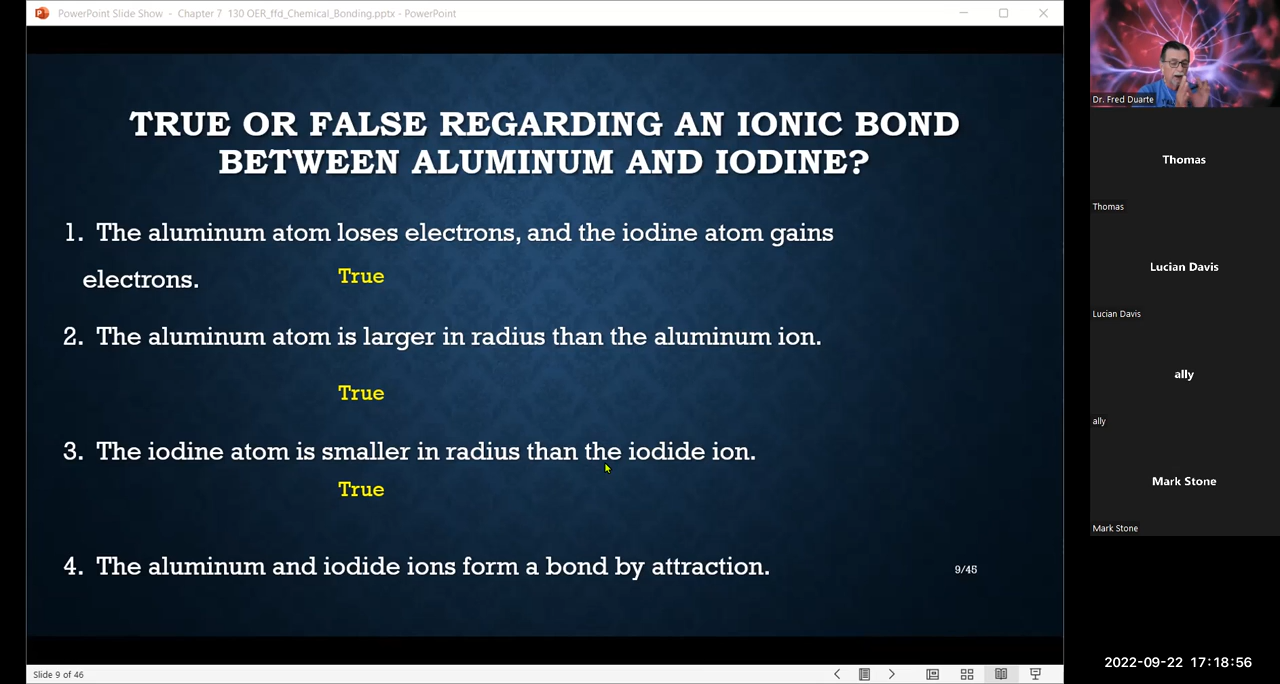 PowerPoint Slide Show - Chapter 7 130 OER_ffd_Chemical_Bonding.pptx - PowerPoint
TRUE OR FALSE REGARDING AN IONIC BOND
BETWEEN ALUMINUM AND IODINE?
1. The aluminum atom loses electrons, and the iodine atom gains
electrons.
True
2. The aluminum atom is larger in radius than the aluminum ion.
True
3. The iodine atom is smaller in radius than the iodide ion.
True
4. The aluminum and iodide ions form a bond by attraction.
9/45
Slide 9 of 46
Dr. Fred Duarte
Thomas
Thomas
Lucian Davis
Lucian Davis
ally
ally
Mark Stone
Mark Stone
2022-09-22 17:18:56